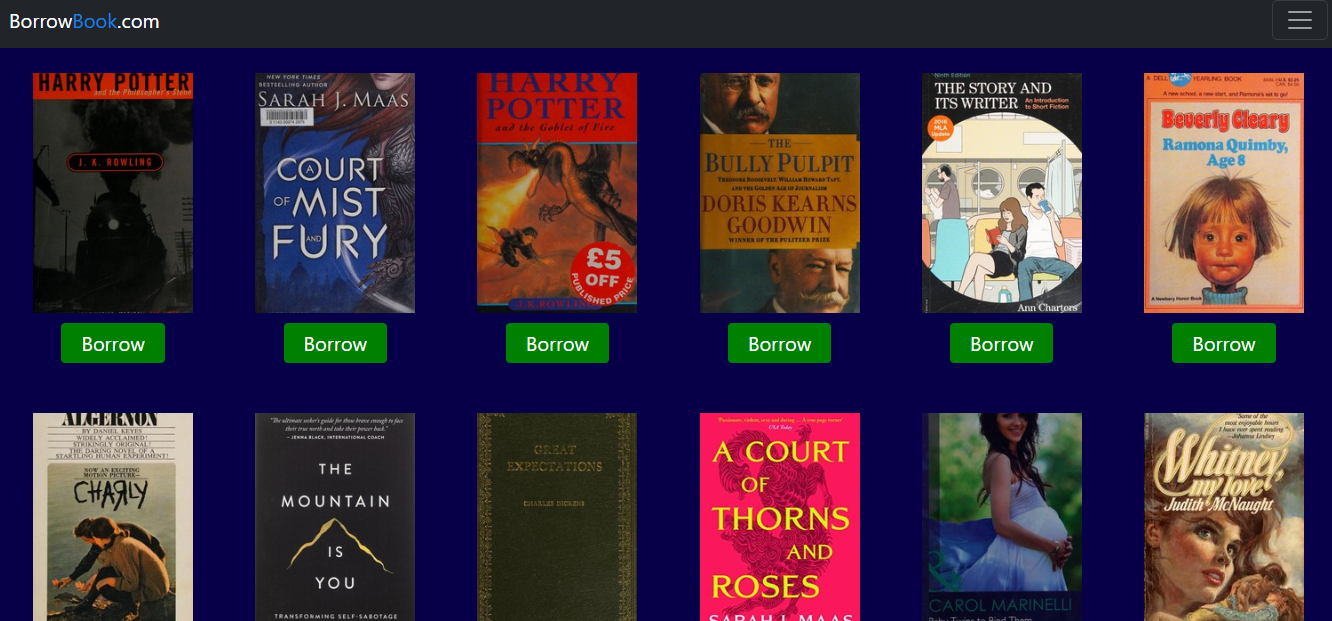 BorrowBook.com
HARRY POTTER
and the Philosopher's Stone
J. K. ROWLING
Borrow
NEW YORK TIMES
BESTSELLING AUTHOR
SARAH J. MAAS
A
COURT
OF MIST
AND
FURY
Borrow
HARRY
POTTER
and the Goblet of Fire
£5
OFF
PUBLISHED PRICE
J.K. ROWLING
Borrow
THE
BULLY PULPIT
THEODORE ROOSEVELT, WILLIAM HOWARD TAFT,
AND THE GOLDEN AGE OF JOURNALISM
DORIS KEARNS
GOODWIN
WINNER OF THE PULITZER PRIZE
Borrow
Ninth Edition
THE STORY AND
ITS WRITER An Introduction
to Short Fiction
JOIN
MLA
Update
Ann Charters
Borrow
A DELL YEARLING BOOK
A new school, a new start, and Ramona's set to go!
Beverly Cleary
Ramona Quimby,
Age 8
A Newbery Honor Book
Borrow
ALGERNON
BY DANIEL KEYES
WIDELY ACCLAIMED!
STRIKINGLY ORIGINAL!
THE DARING NOVEL OF A
STARTLING HUMAN EXPERIMENT!
NOW AN EXCITING
MOTION PICTURE—
CHARLY
"The ultimate seeker's guide for those brave enough to face
their true north and take their power back."
– JENNA BLACK, INTERNATIONAL COACH
THE
MOUNTAIN
IS
YOU
TRANSFORMING SELF-SABOTAGE
GREAT
EXPECTATIONS
CHARLES DICKENS
"Passionate, violent, sexy and daring ... A true page-turner"
USA Today
A COURT
OF
THORNS
AND
ROSES
SARAH J. MAAS
CAROL MARINELLI
Baby Twins to Bind Them
"Some of the
most enjoyable hours
I have ever spent reading."
–Johanna Lindsey
Whitney,
my love
Judith McNaught